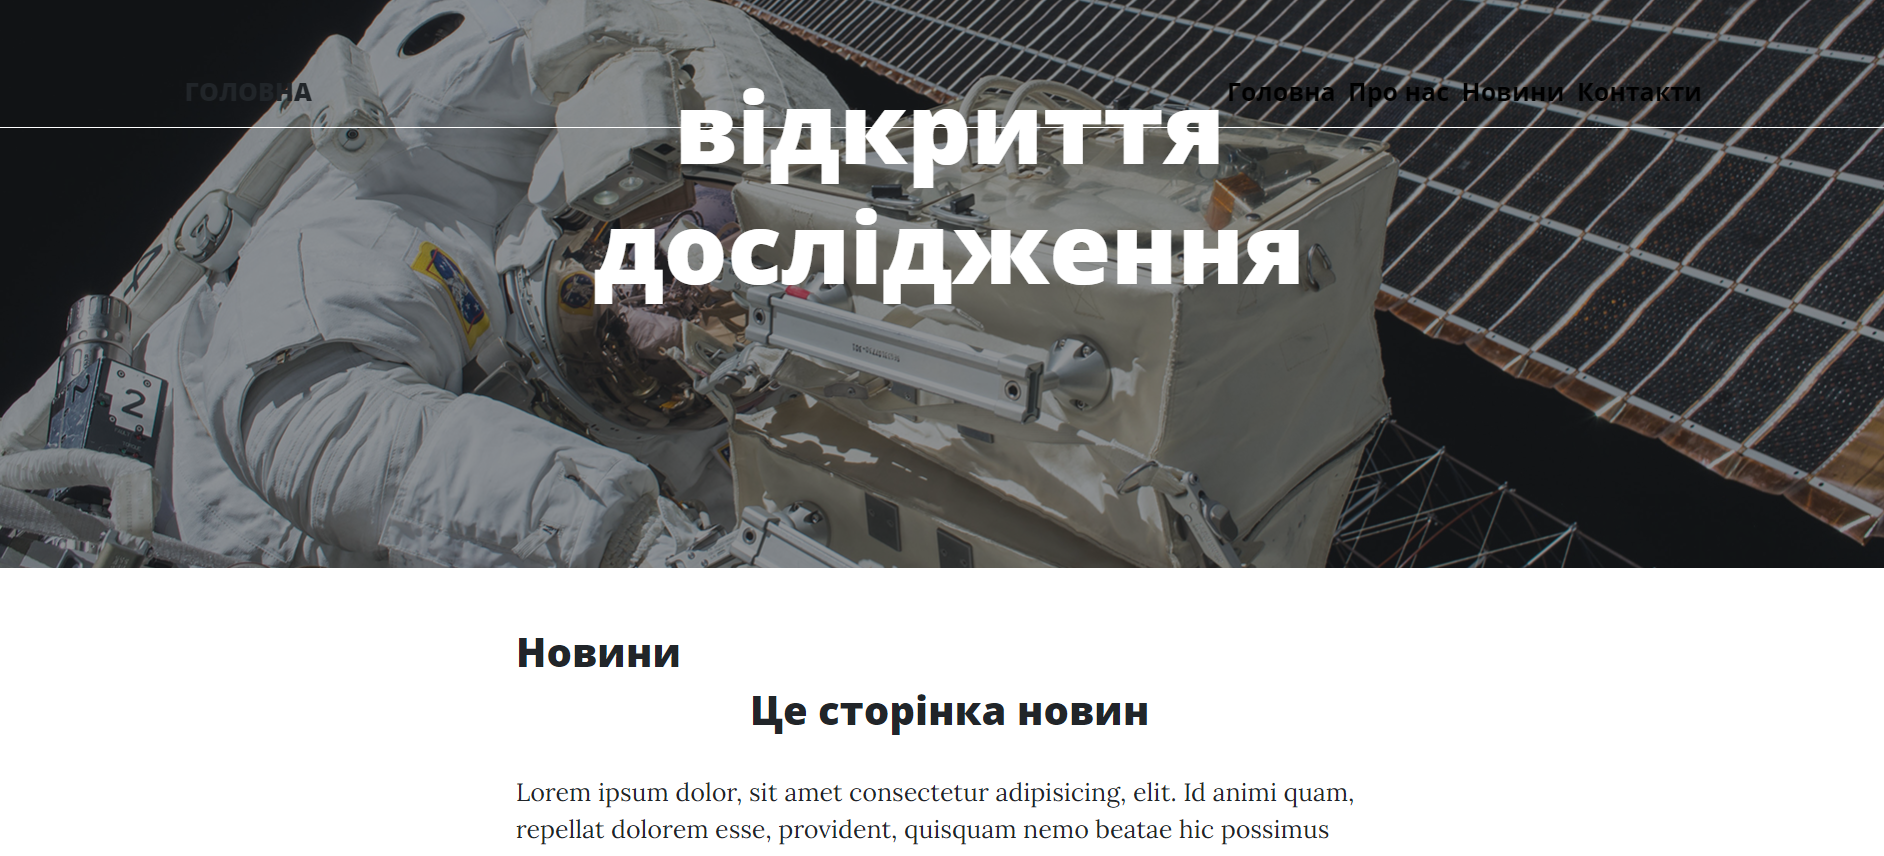 ГОЛОВНА
Головна Про нас Новини Контакти
відкриття
дослідження
2
Новини
Це сторінка новин
Lorem ipsum dolor, sit amet consectetur adipisicing, elit. Id animi quam,
repellat dolorem esse, provident, quisquam nemo beatae hic possimus